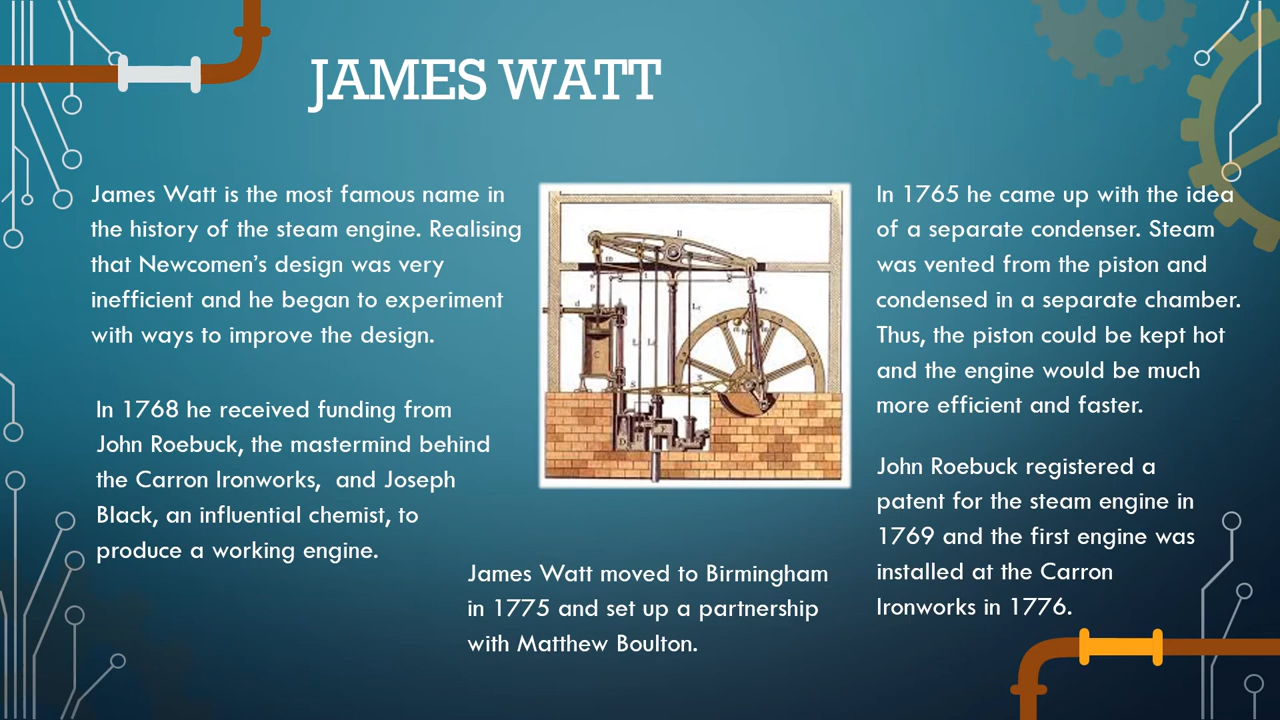 JAMES WATT
James Watt is the most famous name in
the history of the steam engine. Realising
that Newcomen’s design was very
inefficient and he began to experiment
with ways to improve the design.
In 1768 he received funding from
John Roebuck, the mastermind behind
the Carron Ironworks,  and Joseph
Black, an influential chemist, to
produce a working engine.
James Watt moved to Birmingham
in 1775 and set up a partnership
with Matthew Boulton.
In 1765 he came up with the idea
of a separate condenser. Steam
was vented from the piston and
condensed in a separate chamber.
Thus, the piston could be kept hot
and the engine would be much
more efficient and faster.
John Roebuck registered a
patent for the steam engine in
1769 and the first engine was
installed at the Carron
Ironworks in 1776.